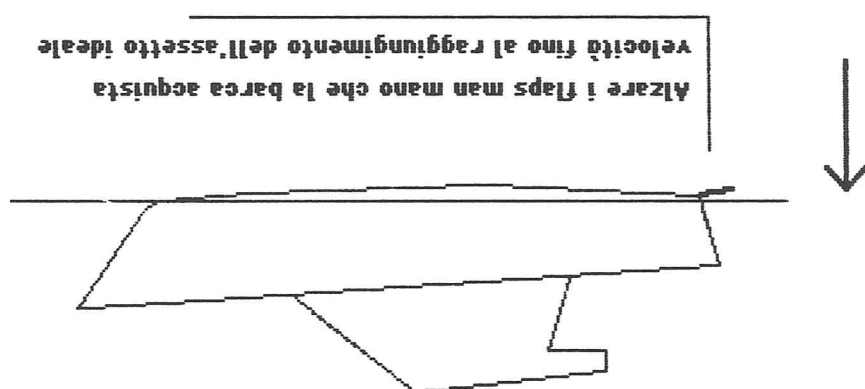 Alzare i flaps man mano che la barca acquista
velocità fino al raggiungimento dell'assetto ideale